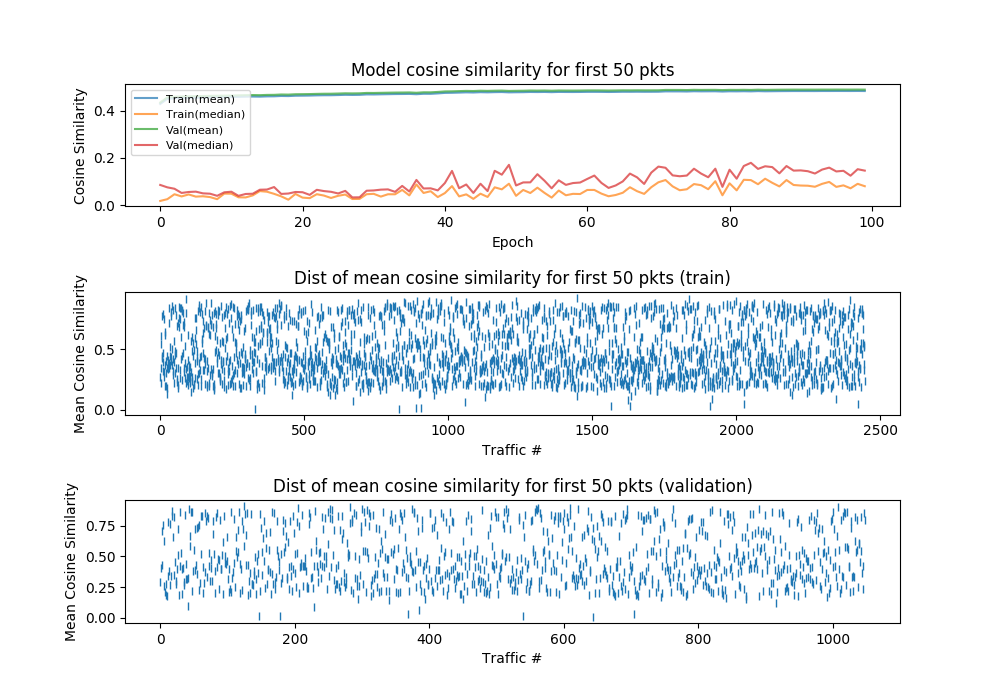 Model cosine similarity for first 50 pkts
Cosine Similarity
0.4
0.2
0.0
Train(mean)
Train(median)
Val(mean)
Val(median)
0 20 40 60 80 100
Epoch
Dist of mean cosine similarity for first 50 pkts (train)
Mean Cosine Similarity
0.5
0.0
0 500 1000 1500 2000 2500
Traffic #
Dist of mean cosine similarity for first 50 pkts (validation)
Mean Cosine Similarity
0.75
0.50
0.25
0.00
0 200 400 600 800 1000
Traffic #